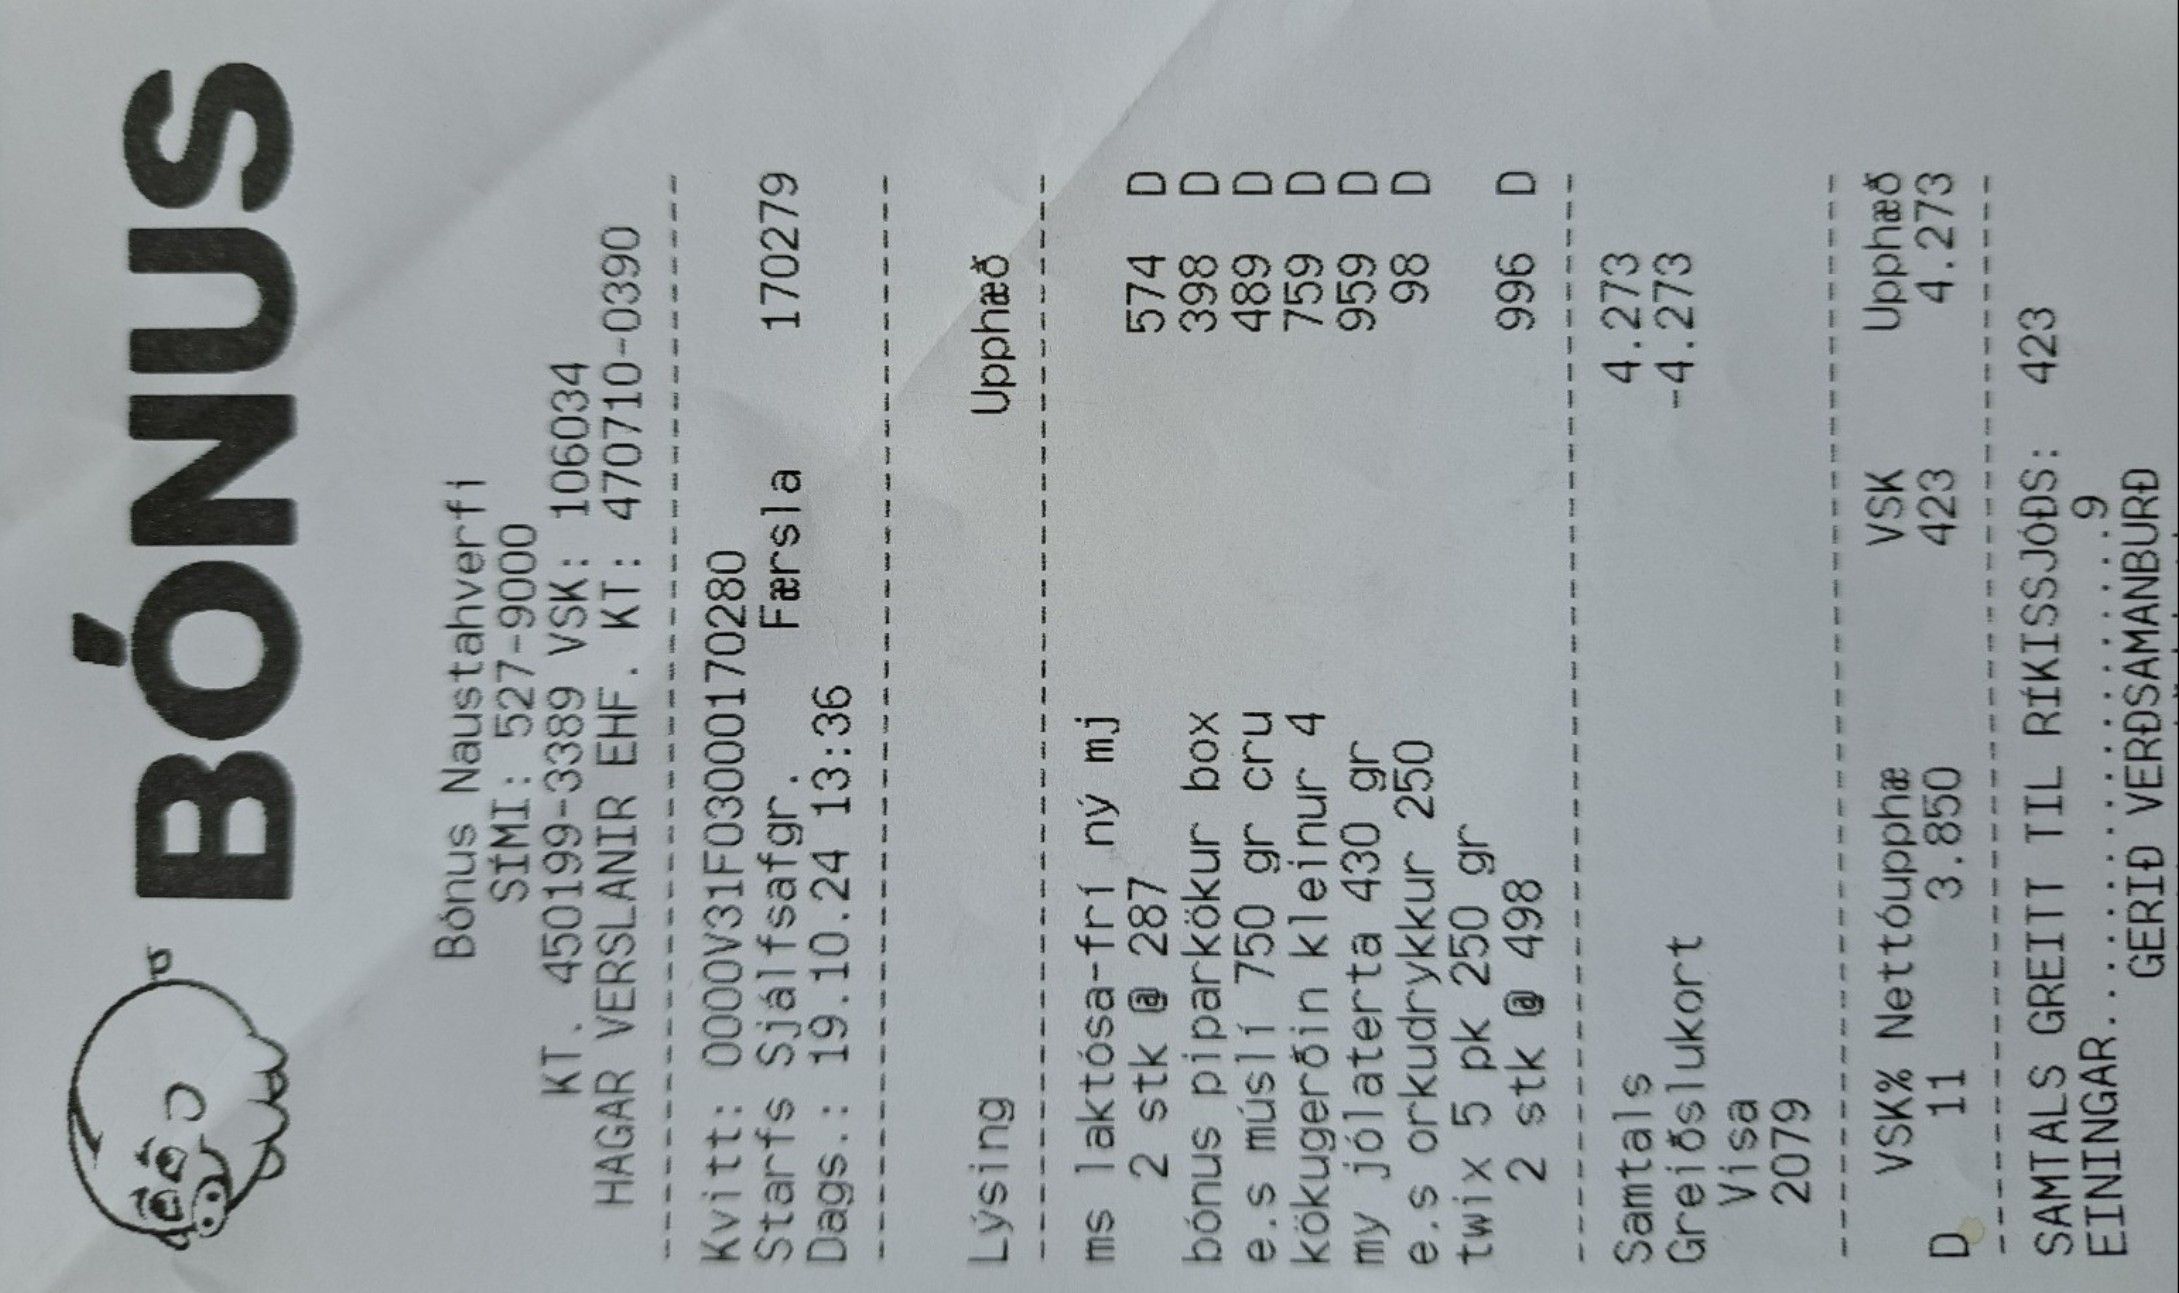 BÓNUS
Bónus Naustahverfi
SÍMI: 527-9000
KT. 450199-3389 VSK: 106034
HAGAR VERSLANIR EHF. KT: 470710-0390
Kvitt: 0000V31F03000170280
Starfs Sjálfsafgr. Færsla 170279
Dags.: 19.10.24 13:36
Lýsing Upphæð
ms laktósa-frí ný mj
2 stk @ 287 574 D
bónus piparkökur box 398 D
e.s múslí 750 gr cru 489 D
kökugerðin kleinur 4 759 D
my jólaterta 430 gr 959 D
e.s orkudrykkur 250 98 D
twix 5 pk 250 gr
2 stk @ 498 996 D
Samtals 4.273
Greiðslukort -4.273
Visa
2079
VSK% Nettóupphæ VSK Upphæð
D 11 3.850 423 4.273
SAMTALS GREITT TIL RÍKISSJÓÐS: 423
EININGAR.......................9
GERIÐ VERÐSAMANBURÐ